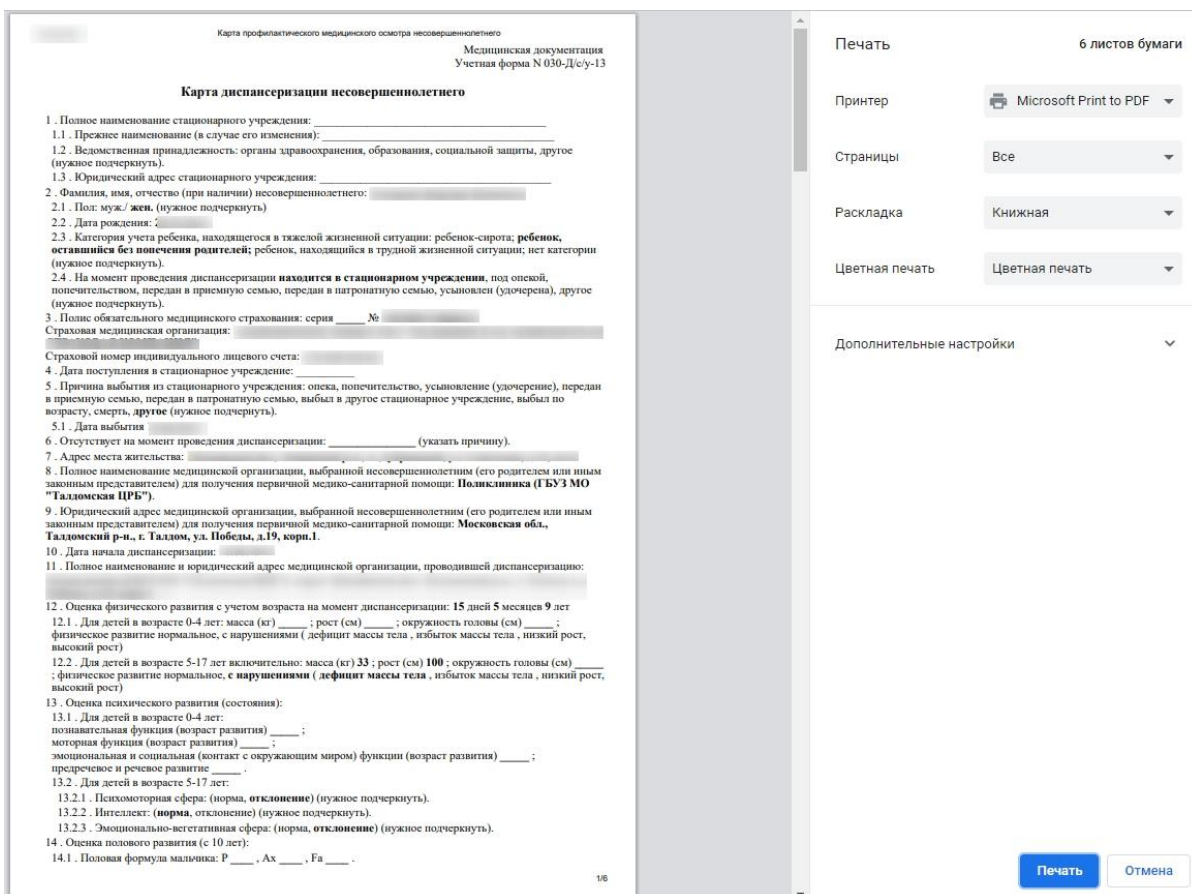 Карта профилактического медицинского осмотра несовершеннолетнего
Медицинская документация
Учетная форма N 030-Д/с/у-13
Карта диспансеризации несовершеннолетнего
1 . Полное наименование стационарного учреждения: ____________
1.1 . Прежнее наименование (в случае его изменения): ____________
1.2 . Ведомственная принадлежность: органы здравоохранения, образования, социальной защиты, другое
(нужное подчеркнуть).
1.3 . Юридический адрес стационарного учреждения: ____________
2 . Фамилия, имя, отчество (при наличии) несовершеннолетнего:
2.1 . Пол: муж./ жен. (нужное подчеркнуть)
2.2 . Дата рождения: 2
2.3 . Категория учета ребенка, находящегося в тяжелой жизненной ситуации: ребенок-сирота; ребенок,
оставшийся без попечения родителей; ребенок, находящийся в трудной жизненной ситуации; нет категории
(нужное подчеркнуть).
2.4 . На момент проведения диспансеризации находится в стационарном учреждении, под опекой,
попечительством, передан в приемную семью, передан в патронатную семью, усыновлен (удочерена), другое
(нужное подчеркнуть).
3 . Полис обязательного медицинского страхования: серия _____ №
Страховая медицинская организация:
Страховой номер индивидуального лицевого счета:
4 . Дата поступления в стационарное учреждение: __________
5 . Причина выбытия из стационарного учреждения: опека, попечительство, усыновление (удочерение), передан
в приемную семью, передан в патронатную семью, выбыл в другое стационарное учреждение, выбыл по
возрасту, смерть, другое (нужное подчернуть).
5.1 . Дата выбытия
6 . Отсутствует на момент проведения диспансеризации: _______________ (указать причину).
7 . Адрес места жительства:
8 . Полное наименование медицинской организации, выбранной несовершеннолетним (его родителем или иным
законным представителем) для получения первичной медико-санитарной помощи: Поликлиника (ГБУЗ МО
"Талдомская ЦРБ").
9 . Юридический адрес медицинской организации, выбранной несовершеннолетним (его родителем или иным
законным представителем) для получения первичной медико-санитарной помощи: Московская обл.,
Талдомский р-н., г. Талдом, ул. Победы, д.19, корп.1.
10 . Дата начала диспансеризации:
11 . Полное наименование и юридический адрес медицинской организации, проводившей диспансеризацию:
12 . Оценка физического развития с учетом возраста на момент диспансеризации: 15 дней 5 месяцев 9 лет
12.1 . Для детей в возрасте 0-4 лет: масса (кг) _____ ; рост (см) _____ ; окружность головы (см) _____ ;
физическое развитие нормальное, с нарушениями ( дефицит массы тела , избыток массы тела , низкий рост,
высокий рост)
12.2 . Для детей в возрасте 5-17 лет включительно: масса (кг) 33 ; рост (см) 100 ; окружность головы (см) _____
; физическое развитие нормальное, с нарушениями ( дефицит массы тела , избыток массы тела , низкий рост,
высокий рост)
13 . Оценка психического развития (состояния):
13.1 . Для детей в возрасте 0-4 лет:
познавательная функция (возраст развития) _____ ;
моторная функция (возраст развития) _____ ;
эмоциональная и социальная (контакт с окружающим миром) функции (возраст развития) _____ ;
предречевое и речевое развитие _____ .
13.2 . Для детей в возрасте 5-17 лет:
13.2.1 . Психомоторная сфера: (норма, отклонение) (нужное подчеркнуть).
13.2.2 . Интеллект: (норма, отклонение) (нужное подчеркнуть).
13.2.3 . Эмоционально-вегетативная сфера: (норма, отклонение) (нужное подчеркнуть).
14 . Оценка полового развития (с 10 лет):
14.1 . Половая формула мальчика: P ____ , Ax ____ , Fa ____ .
1/6
Печать
6 листов бумаги
Принтер
Microsoft Print to PDF
Страницы
Все
Раскладка
Книжная
Цветная печать
Цветная печать
Дополнительные настройки
Печать
Отмена